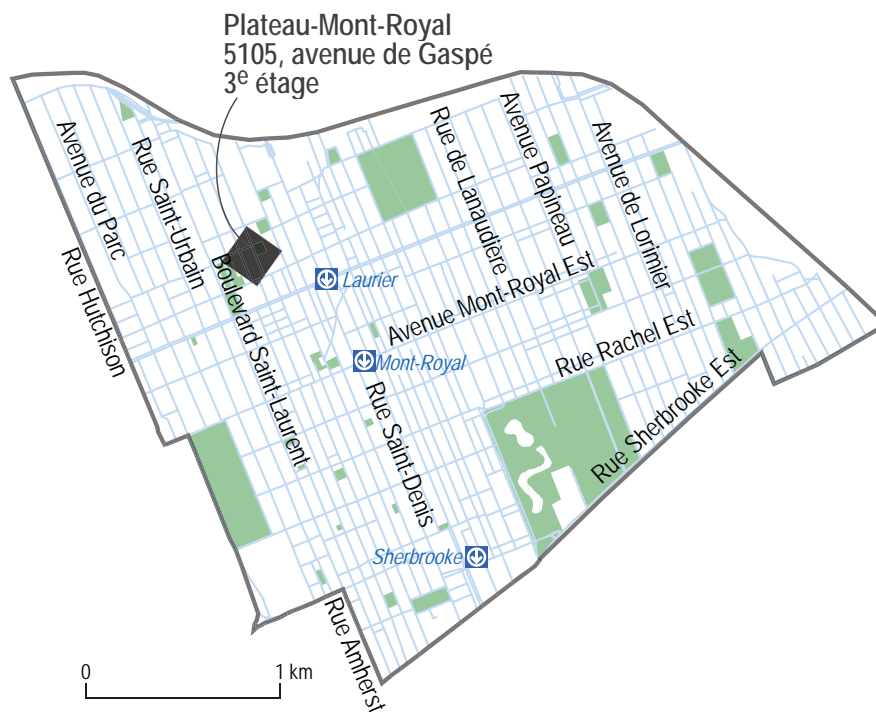 Plateau-Mont-Royal
5105, avenue de Gaspé
3e étage
Avenue du Parc
Rue Saint-Urbain
Rue Hutchison
Boulevard Saint-Laurent
Rue de Lanaudière
Avenue Papineau
Avenue de Lorimier
Laurier
Avenue Mont-Royal Est
Mont-Royal
Rue Rachel Est
Rue Saint-Denis
Rue Sherbrooke Est
Sherbrooke
Rue Amherst
0 1 km